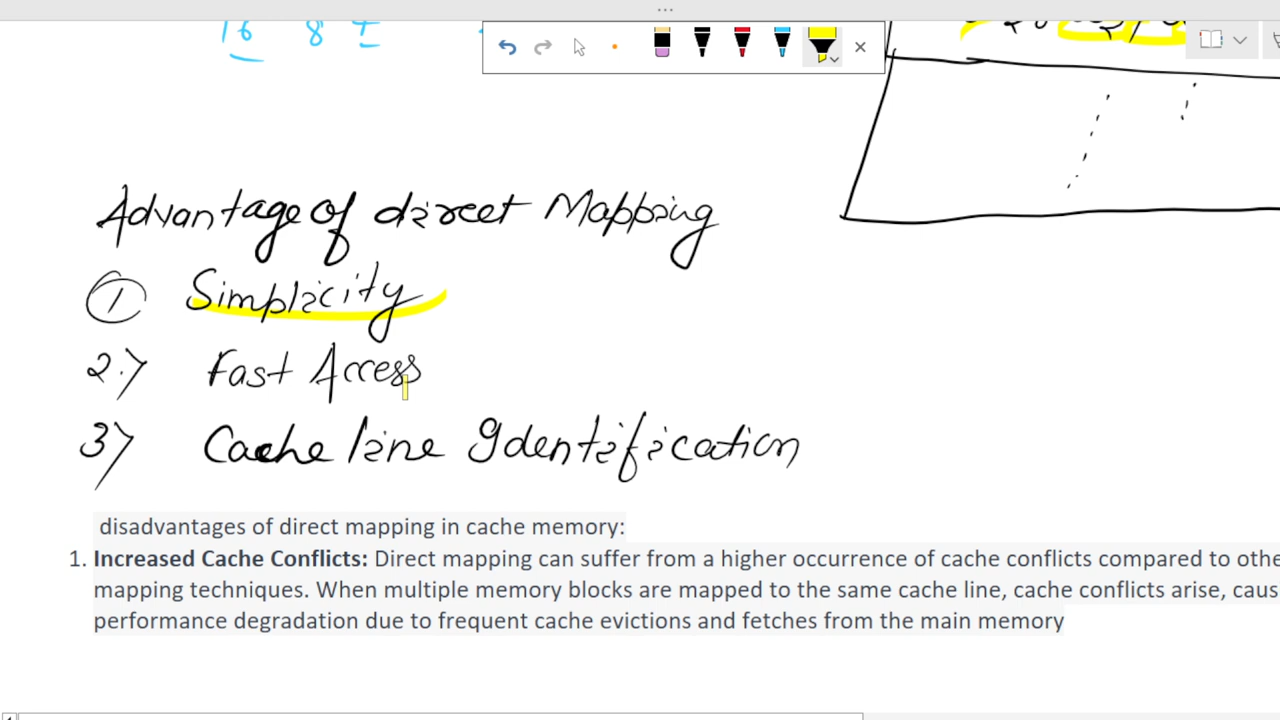 16 8 4
Advantage of direct Mapping
① Simplicity
2.) Fast Access
3) Cache line Identification
disadvantages of direct mapping in cache memory:
1. Increased Cache Conflicts: Direct mapping can suffer from a higher occurrence of cache conflicts compared to othe
mapping techniques. When multiple memory blocks are mapped to the same cache line, cache conflicts arise, caus
performance degradation due to frequent cache evictions and fetches from the main memory